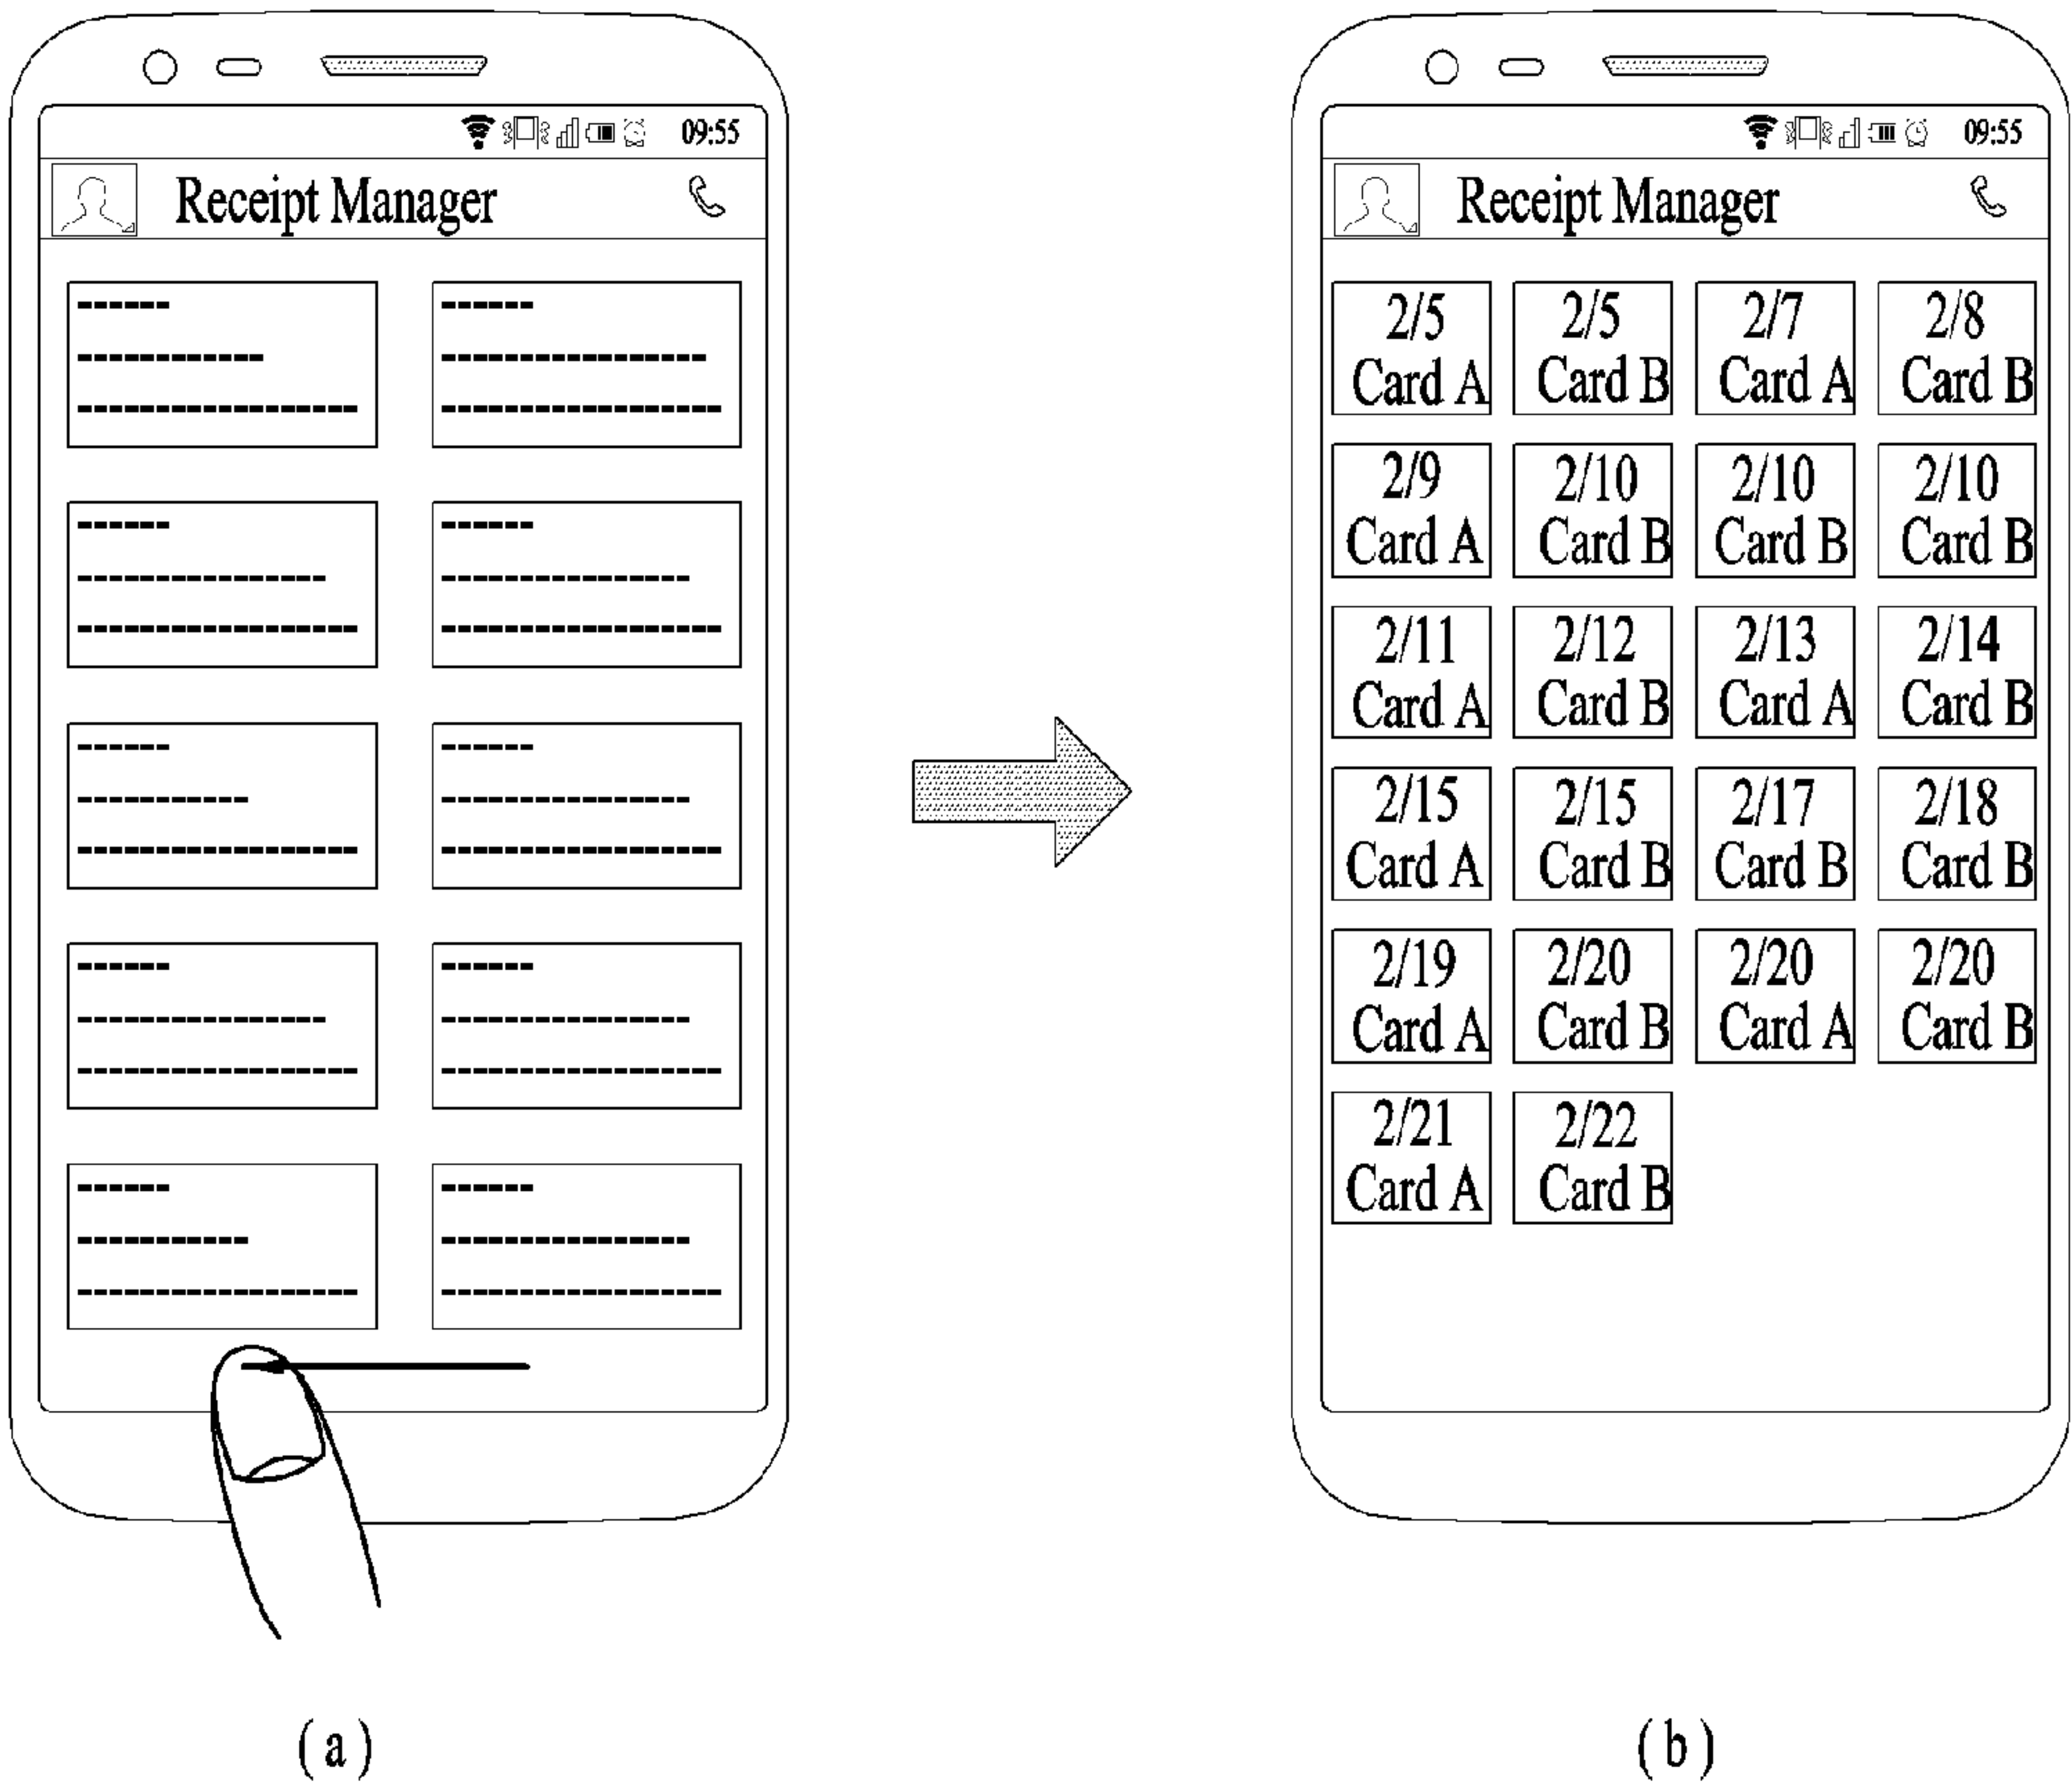 09:55
Receipt Manager
09:55
Receipt Manager
2/5 2/5 2/7 2/8
Card A Card B Card A Card B
2/9 2/10 2/10 2/10
Card A Card B Card B Card B
2/11 2/12 2/13 2/14
Card A Card B Card A Card B
2/15 2/15 2/17 2/18
Card A Card B Card B Card B
2/19 2/20 2/20 2/20
Card A Card B Card A Card B
2/21 2/22
Card A Card B
(a)
(b)